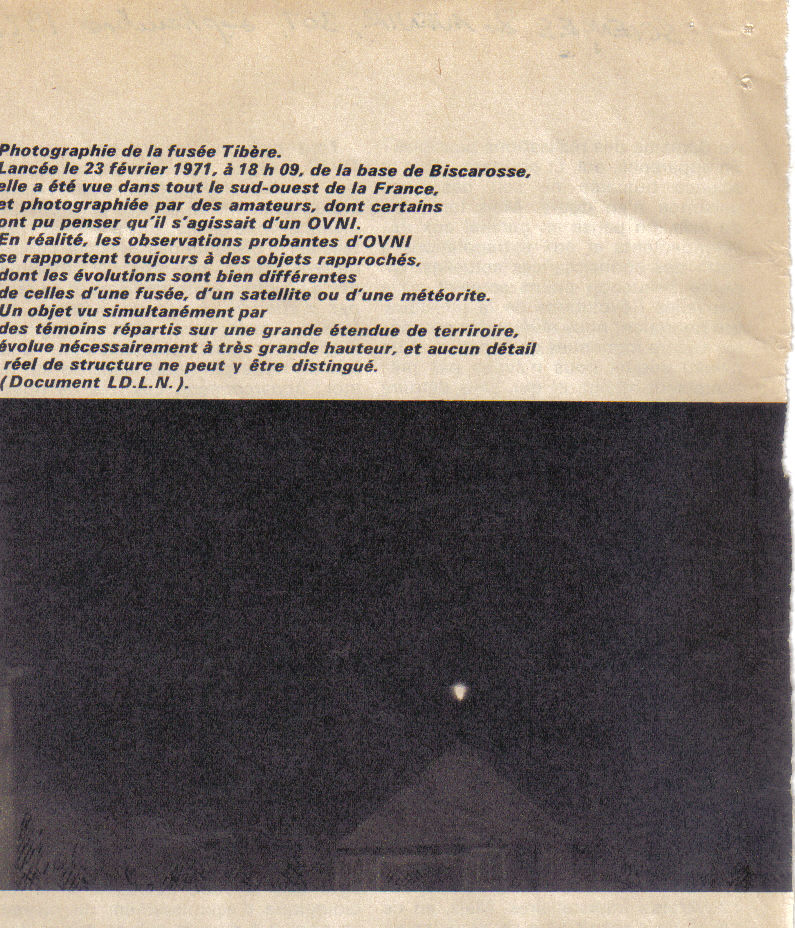 Photographie de la fusée Tibère.
Lancée le 23 février 1971, à 18 h 09, de la base de Biscarosse,
elle a été vue dans tout le sud-ouest de la France,
et photographiée par des amateurs, dont certains
ont pu penser qu'il s'agissait d'un OVNI.
En réalité, les observations probantes d'OVNI
se rapportent toujours à des objets rapprochés,
dont les évolutions sont bien différentes
de celles d'une fusée, d'un satellite ou d'une météorite.
Un objet vu simultanément par
des témoins répartis sur une grande étendue de terriroire,
évolue nécessairement à très grande hauteur, et aucun détail
réel de structure ne peut y être distingué.
(Document LD.L.N.).